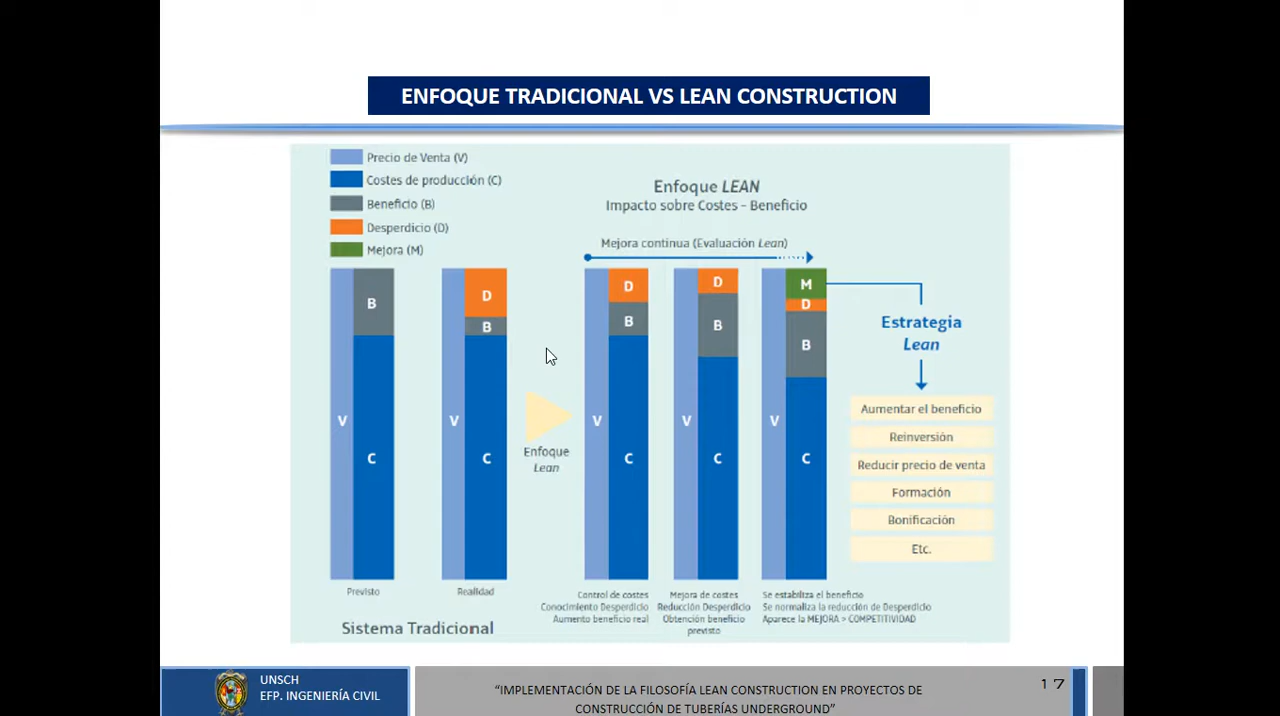 ENFOQUE TRADICIONAL VS LEAN CONSTRUCTION
Precio de Venta (V)
Costes de producción (C)
Beneficio (B)
Desperdicio (D)
Mejora (M)
Enfoque LEAN
Impacto sobre Costes – Beneficio
Mejora continua (Evaluación Lean)
V
B
C
Previsto
V
D
B
C
Realidad
Sistema Tradicional
Enfoque
Lean
V
D
B
C
Control de costes
Conocimiento Desperdicio
Aumento beneficio real
V
D
B
C
Mejora de costes
Reducción Desperdicio
Obtención beneficio
previsto
V
M
D
B
C
Se estabiliza el beneficio
Se normaliza la reducción de Desperdicio
Aparece la MEJORA > COMPETITIVIDAD
Estrategia
Lean
Aumentar el beneficio
Reinversión
Reducir precio de venta
Formación
Bonificación
Etc.
UNSCH
EFP. INGENIERÍA CIVIL
“IMPLEMENTACIÓN DE LA FILOSOFÍA LEAN CONSTRUCTION EN PROYECTOS DE
CONSTRUCCIÓN DE TUBERÍAS UNDERGROUND”
17